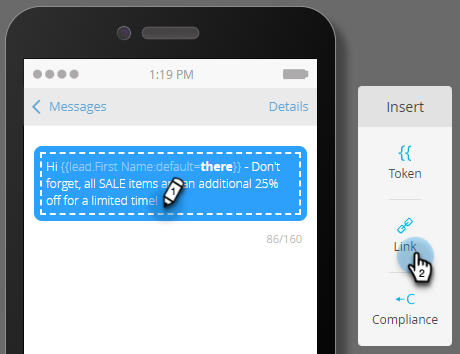 1:19 PM
Messages
Details
Hi {{lead.First Name:default=there}} - Don't
forget, all SALE items are an additional 25%
off for a limited time!
1
86/160
Insert
{{
Token
Link
2
C
Compliance